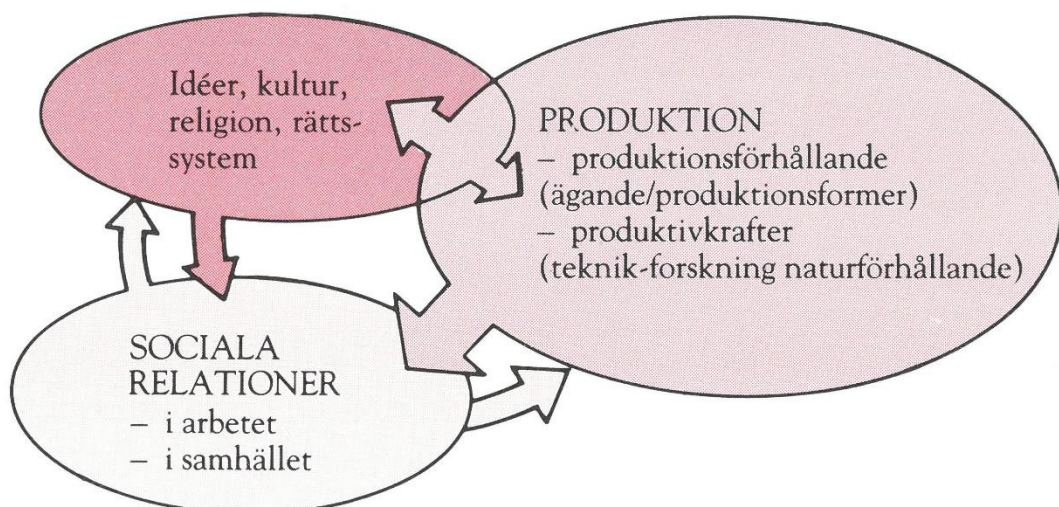 Idéer, kultur,
religion, rätts-
system
PRODUKTION
– produktionsförhållande
(ägande/produktionsformer)
– produktivkrafter
(teknik-forskning naturförhållande)
SOCIALA
RELATIONER
– i arbetet
– i samhället